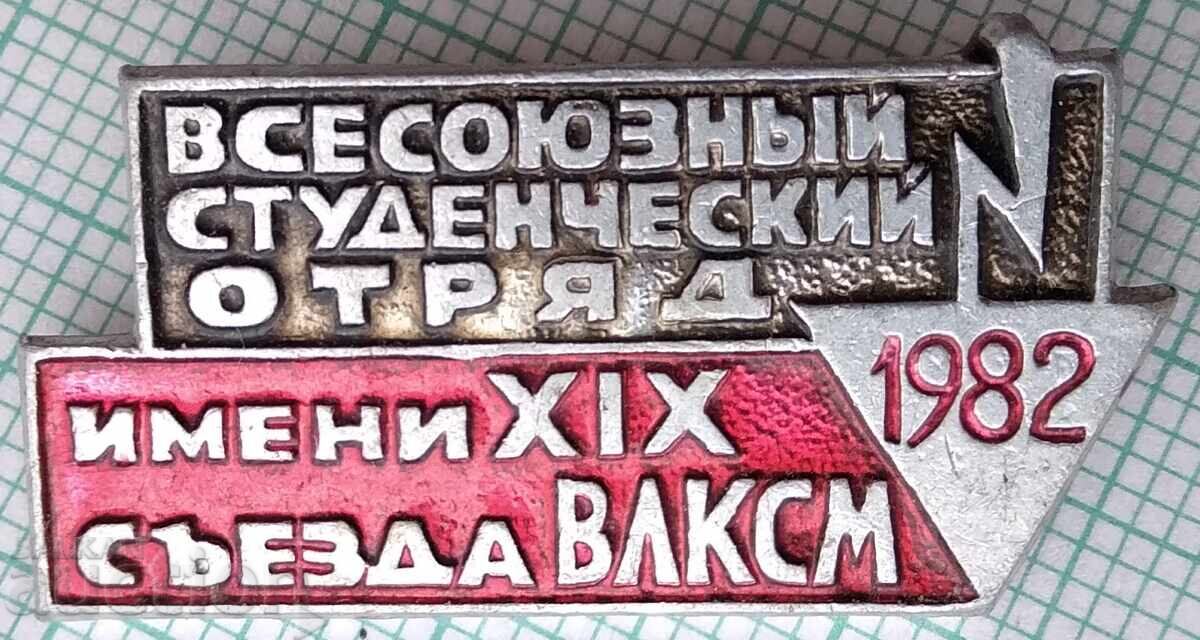 ВСЕСОЮЗНЫЙ
СТУДЕНЧЕСКИЙ
ОТРЯД
1982
ИМЕНИ XIX
СЪЕЗДА ВЛКСМ